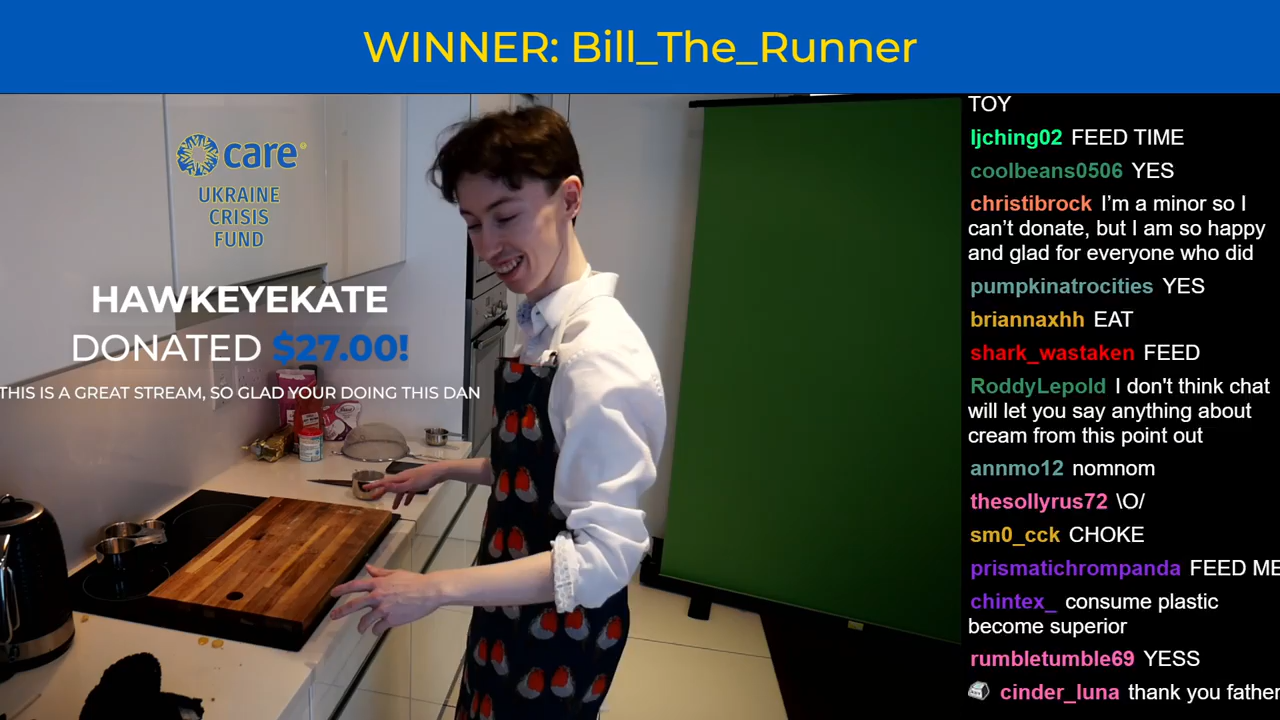 WINNER: Bill_The_Runner
care
UKRAINE
CRISIS
FUND
HAWKEYEKATE
DONATED $27.00!
THIS IS A GREAT STREAM, SO GLAD YOUR DOING THIS DAN
TOY
ljching02 FEED TIME
coolbeans0506 YES
christibrock I’m a minor so I
can’t donate, but I am so happy
and glad for everyone who did
pumpkinatrocities YES
briannaxhh EAT
shark_wastaken FEED
RoddyLepold I don't think chat
will let you say anything about
cream from this point out
annmo12 nomnom
thesollyrus72 \O/
sm0_cck CHOKE
prismatichrompanda FEED ME
chintex_ consume plastic
become superior
rumbletumble69 YESS
cinder_luna thank you father